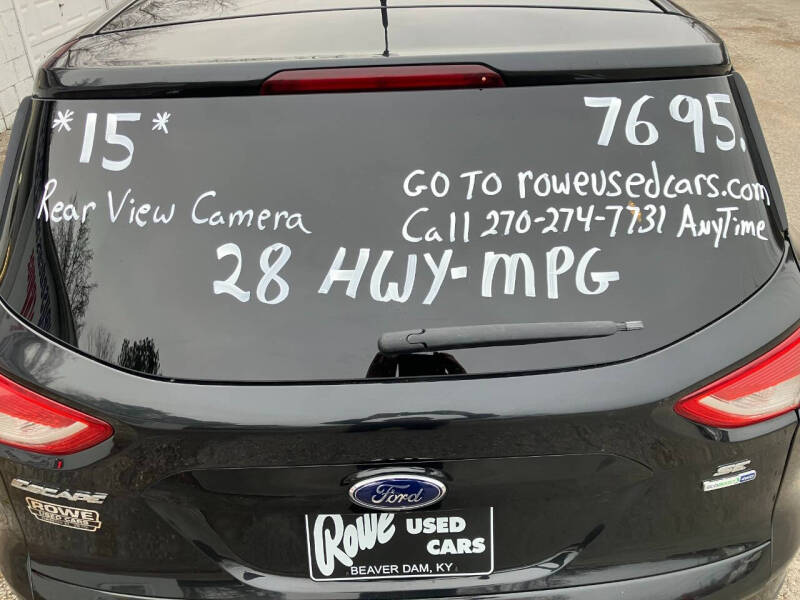 *15*
7695.
Rear View Camera
GO TO roweusedcars.com
Call 270-274-7731 AnyTime
28 HWY-MPG
ESCAPE
ROWE
USED CARS
Ford
SE
Rowe USED
CARS
BEAVER DAM, KY